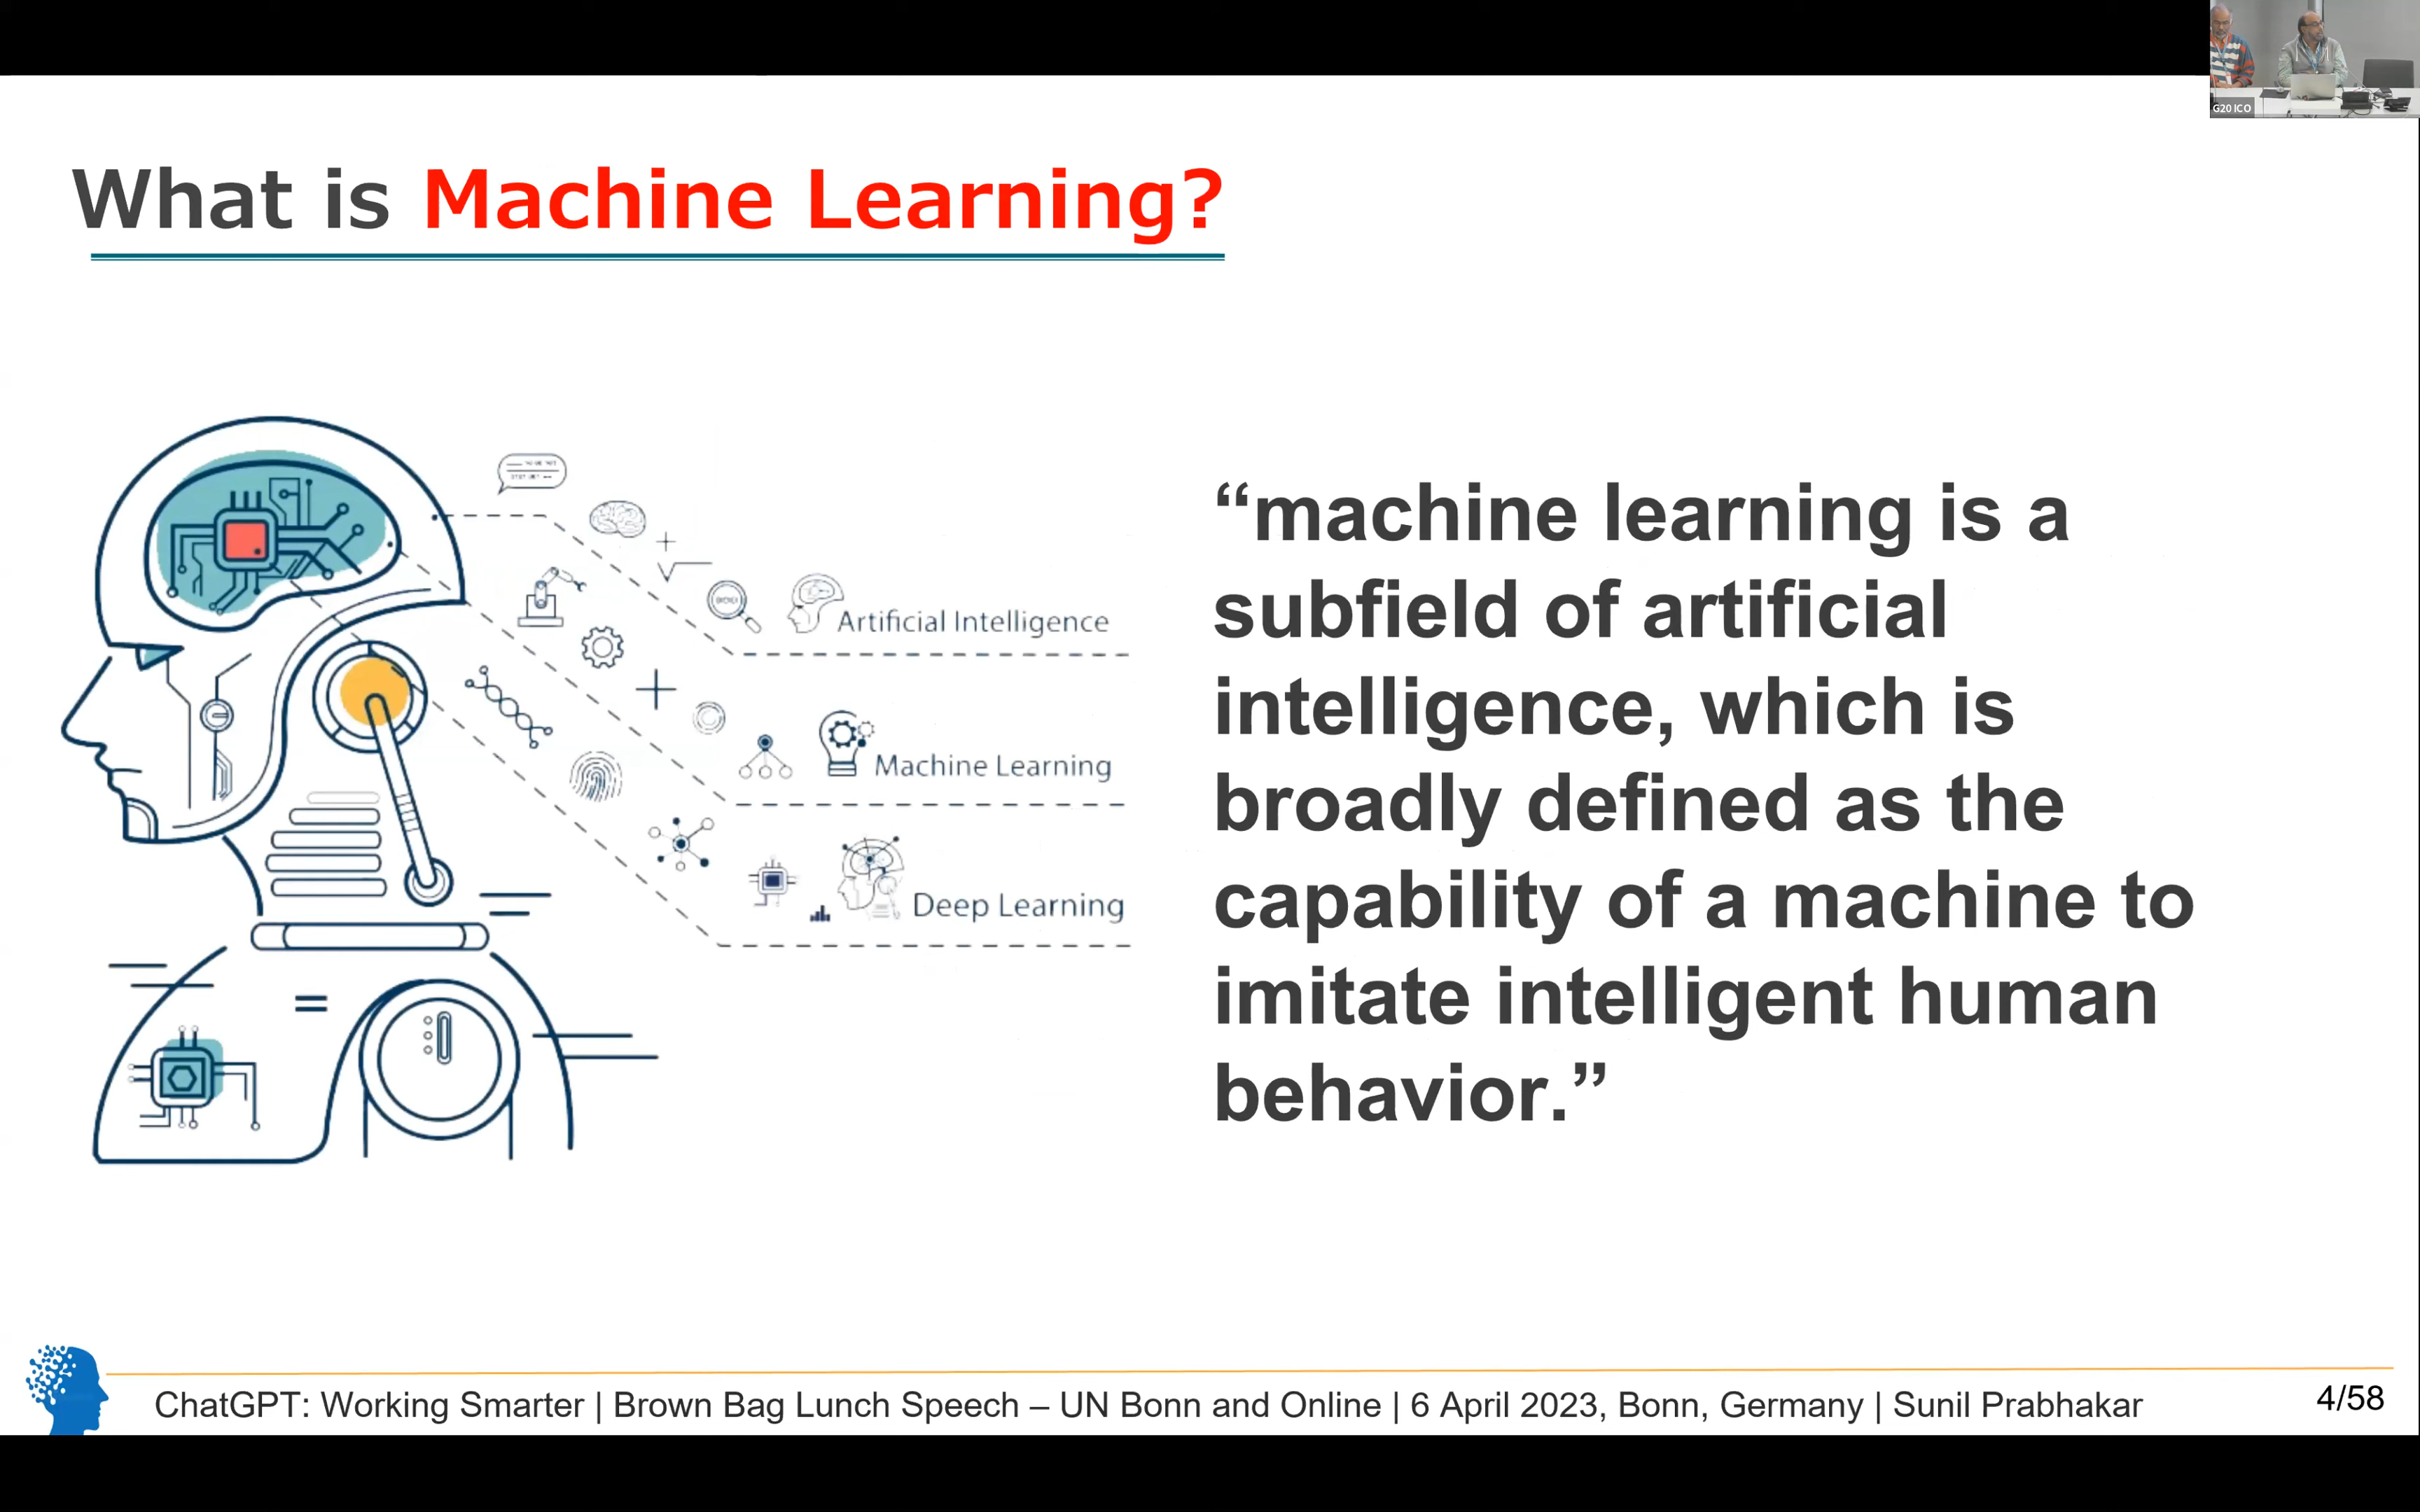 G20 ICO
What is Machine Learning?
Artificial Intelligence
Machine Learning
Deep Learning
“machine learning is a
subfield of artificial
intelligence, which is
broadly defined as the
capability of a machine to
imitate intelligent human
behavior.”
ChatGPT: Working Smarter | Brown Bag Lunch Speech – UN Bonn and Online | 6 April 2023, Bonn, Germany | Sunil Prabhakar
4/58